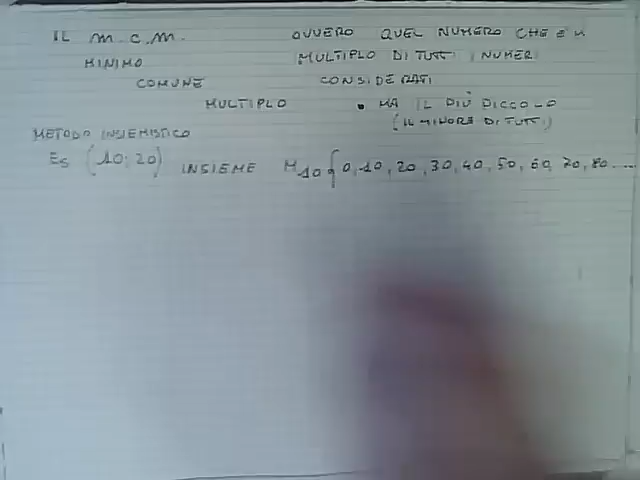 IL m.c.m. OVVERO QUEL NUMERO CHE È
MINIMO MULTIPLO DI TUTTI I NUMERI
COMUNE CONSIDERATI
MULTIPLO • MA IL PIÙ PICCOLO
(IL MINORE DI TUTTI)
METODO INSIEMISTICO
ES (10; 20) INSIEME M10 { 0, 10, 20, 30, 40, 50, 60, 70, 80 ....